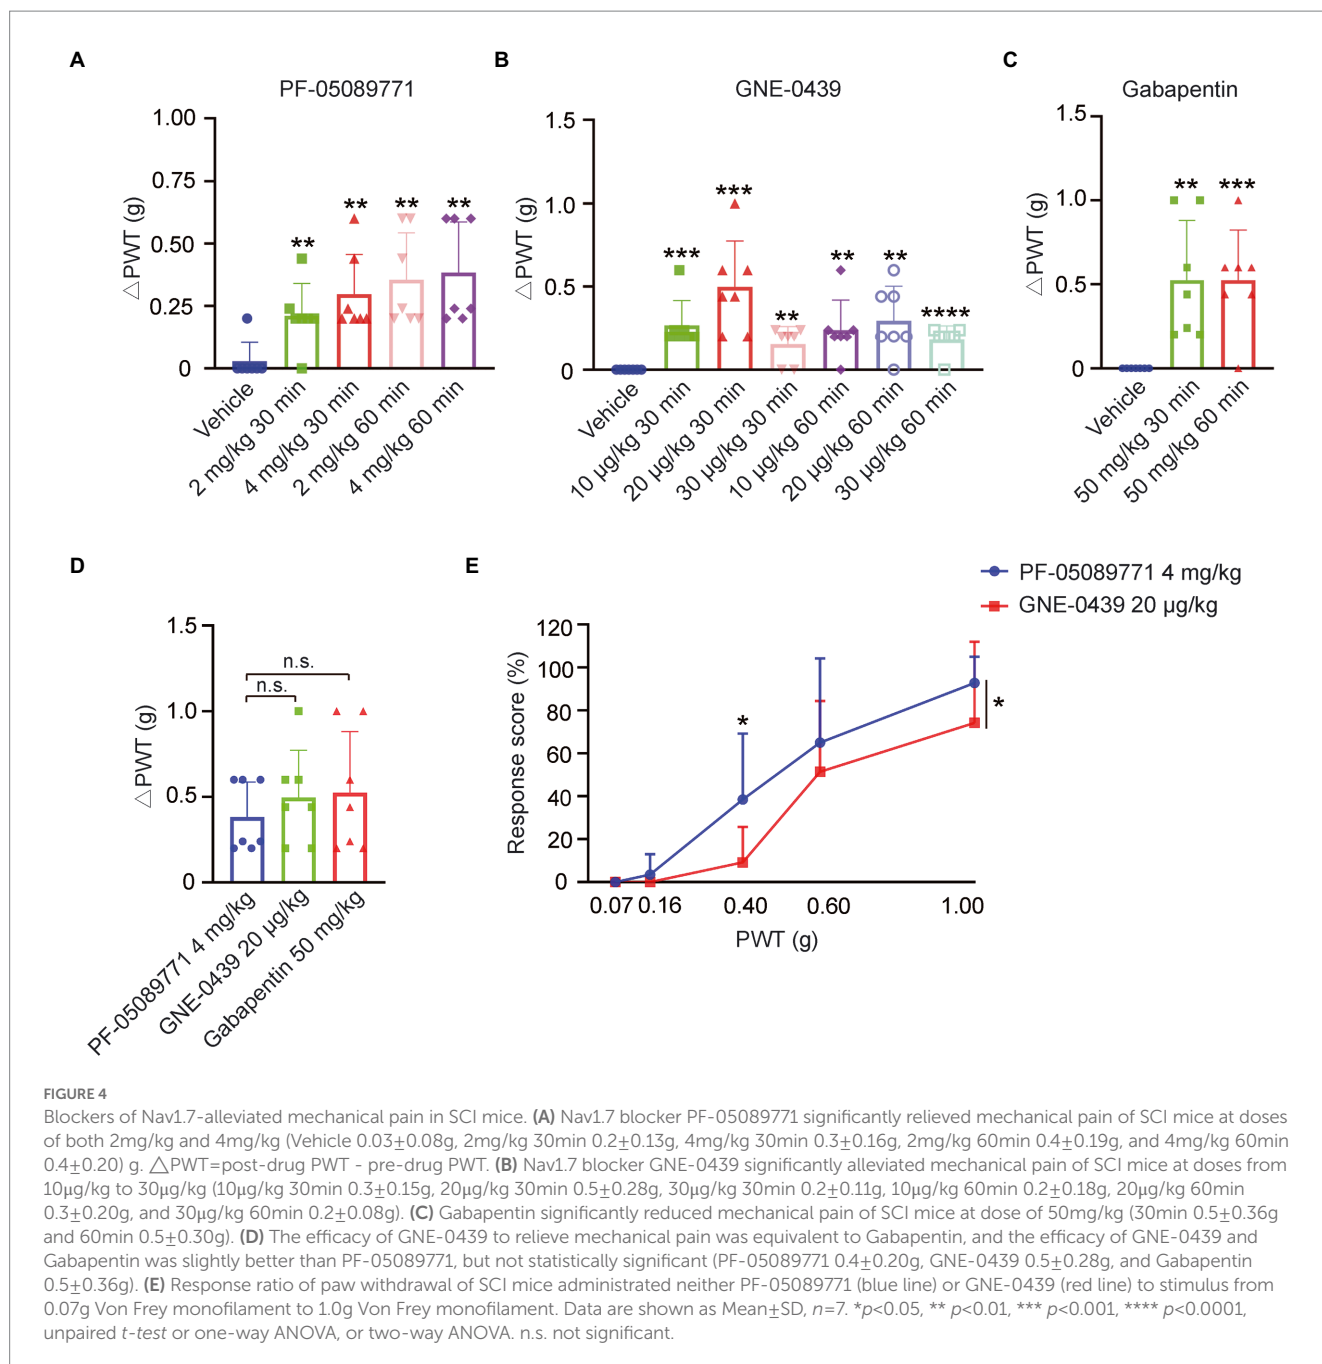 A
PF-05089771
△PWT (g)
1.00
0.75
0.50
0.25
0
**
**
**
**
Vehicle
2 mg/kg 30 min
4 mg/kg 30 min
2 mg/kg 60 min
4 mg/kg 60 min
B
GNE-0439
△PWT (g)
1.5
1.0
0.5
0
***
***
**
**
**
****
Vehicle
10 μg/kg 30 min
20 μg/kg 30 min
30 μg/kg 30 min
10 μg/kg 60 min
20 μg/kg 60 min
30 μg/kg 60 min
C
Gabapentin
△PWT (g)
1.5
1.0
0.5
0
**
***
Vehicle
50 mg/kg 30 min
50 mg/kg 60 min
D
△PWT (g)
1.5
1.0
0.5
0
n.s.
n.s.
PF-05089771 4 mg/kg
GNE-0439 20 μg/kg
Gabapentin 50 mg/kg
E
PF-05089771 4 mg/kg
GNE-0439 20 μg/kg
Response score (%)
120
100
80
60
40
20
0
*
*
0.07
0.16
0.40
0.60
1.00
PWT (g)
FIGURE 4
Blockers of Nav1.7-alleviated mechanical pain in SCI mice. (A) Nav1.7 blocker PF-05089771 significantly relieved mechanical pain of SCI mice at doses
of both 2mg/kg and 4mg/kg (Vehicle 0.03±0.08g, 2mg/kg 30min 0.2±0.13g, 4mg/kg 30min 0.3±0.16g, 2mg/kg 60min 0.4±0.19g, and 4mg/kg 60min
0.4±0.20) g. △PWT=post-drug PWT - pre-drug PWT. (B) Nav1.7 blocker GNE-0439 significantly alleviated mechanical pain of SCI mice at doses from
10μg/kg to 30μg/kg (10μg/kg 30min 0.3±0.15g, 20μg/kg 30min 0.5±0.28g, 30μg/kg 30min 0.2±0.11g, 10μg/kg 60min 0.2±0.18g, 20μg/kg 60min
0.3±0.20g, and 30μg/kg 60min 0.2±0.08g). (C) Gabapentin significantly reduced mechanical pain of SCI mice at dose of 50mg/kg (30min 0.5±0.36g
and 60min 0.5±0.30g). (D) The efficacy of GNE-0439 to relieve mechanical pain was equivalent to Gabapentin, and the efficacy of GNE-0439 and
Gabapentin was slightly better than PF-05089771, but not statistically significant (PF-05089771 0.4±0.20g, GNE-0439 0.5±0.28g, and Gabapentin
0.5±0.36g). (E) Response ratio of paw withdrawal of SCI mice administrated neither PF-05089771 (blue line) or GNE-0439 (red line) to stimulus from
0.07g Von Frey monofilament to 1.0g Von Frey monofilament. Data are shown as Mean±SD, n=7. *p<0.05, ** p<0.01, *** p<0.001, **** p<0.0001,
unpaired t-test or one-way ANOVA, or two-way ANOVA. n.s. not significant.